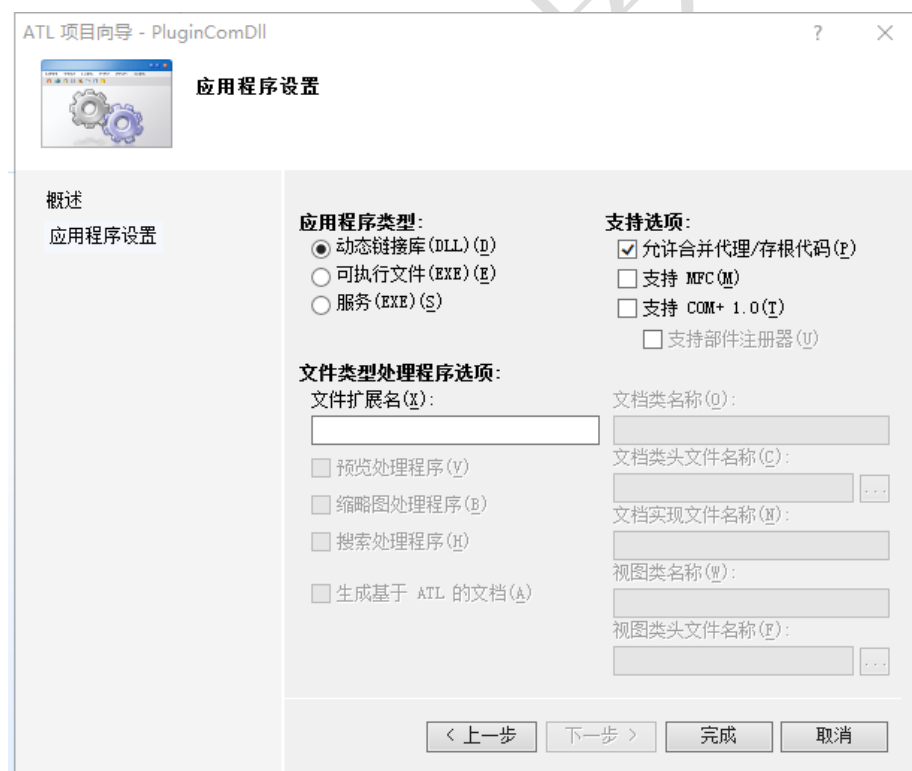 ATL 项目向导 - PluginComDll
应用程序设置
概述
应用程序设置
应用程序类型:
动态链接库(DLL)(D)
可执行文件(EXE)(E)
服务(EXE)(S)
支持选项:
允许合并代理/存根代码(P)
支持 MFC(M)
支持 COM+ 1.0(T)
支持部件注册器(U)
文件类型处理程序选项:
文件扩展名(X):
预览处理程序(V)
缩略图处理程序(B)
搜索处理程序(H)
生成基于 ATL 的文档(A)
文档类名称(O):
文档类头文件名称(C):
...
文档实现文件名称(N):
视图类名称(W):
视图类头文件名称(F):
...
< 上一步
下一步 >
完成
取消